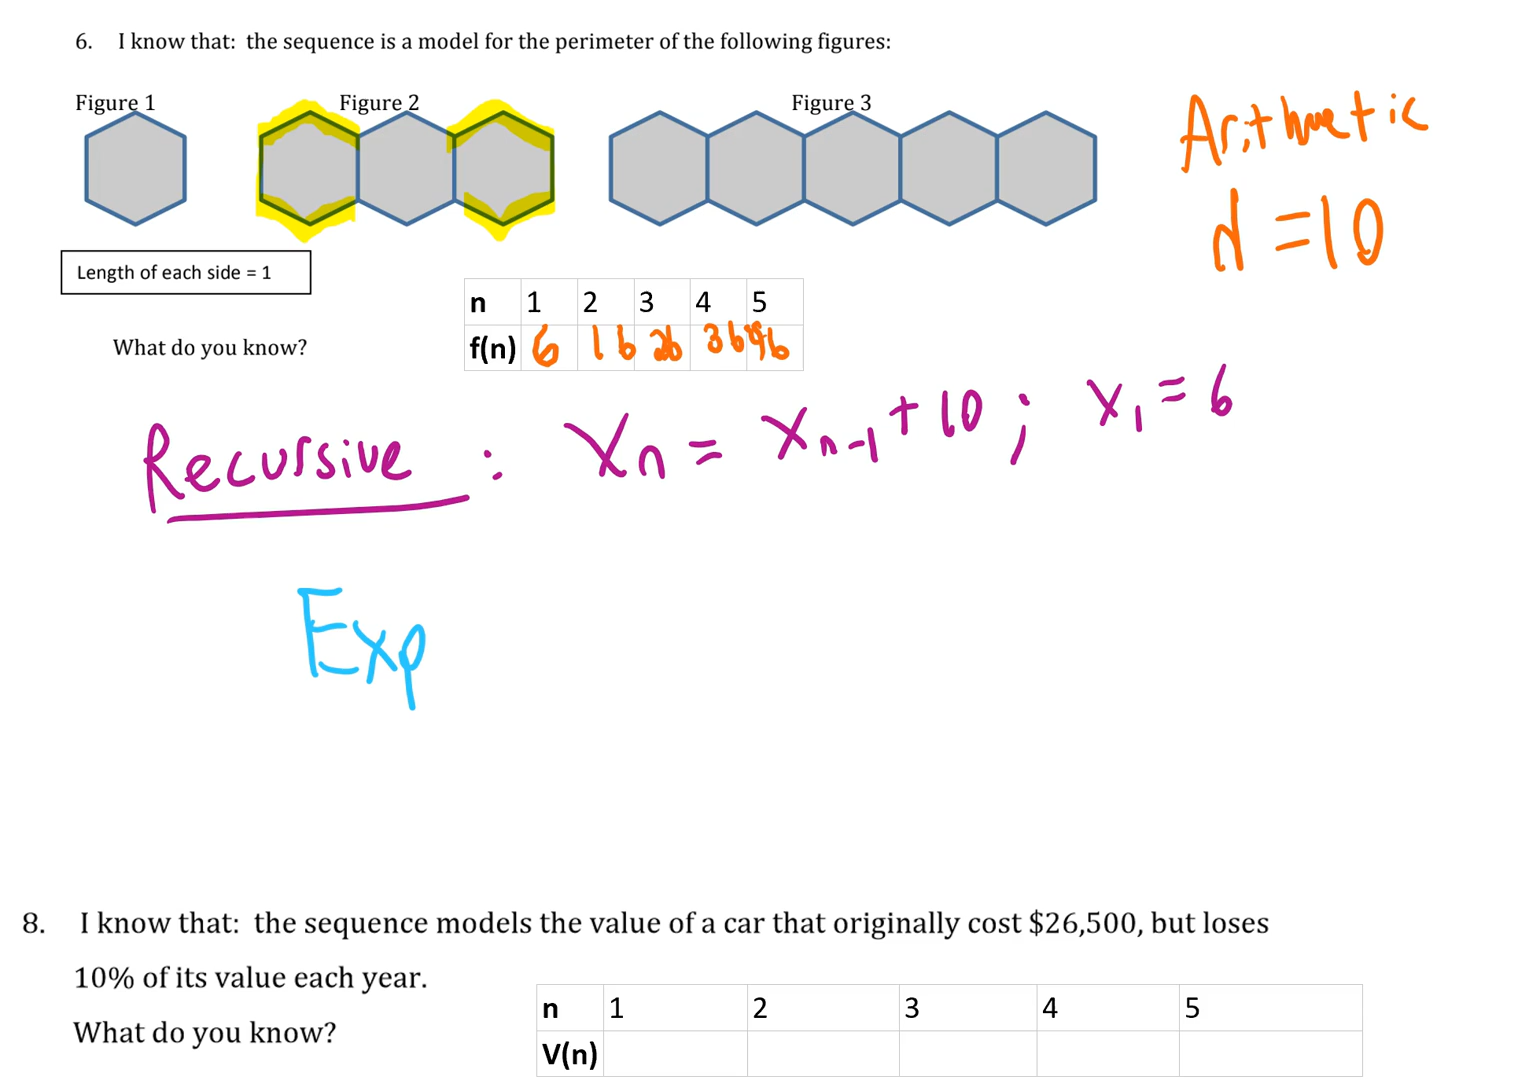 6. I know that: the sequence is a model for the perimeter of the following figures:
Figure 1 Figure 2 Figure 3
Arithmetic
d = 10
Length of each side = 1
n 1 2 3 4 5
f(n) 6 16 26 36 46
What do you know?
Recursive : Xn = Xn-1 + 10 ; X1 = 6
Exp
8. I know that: the sequence models the value of a car that originally cost $26,500, but loses
10% of its value each year.
What do you know?
n 1 2 3 4 5
V(n)